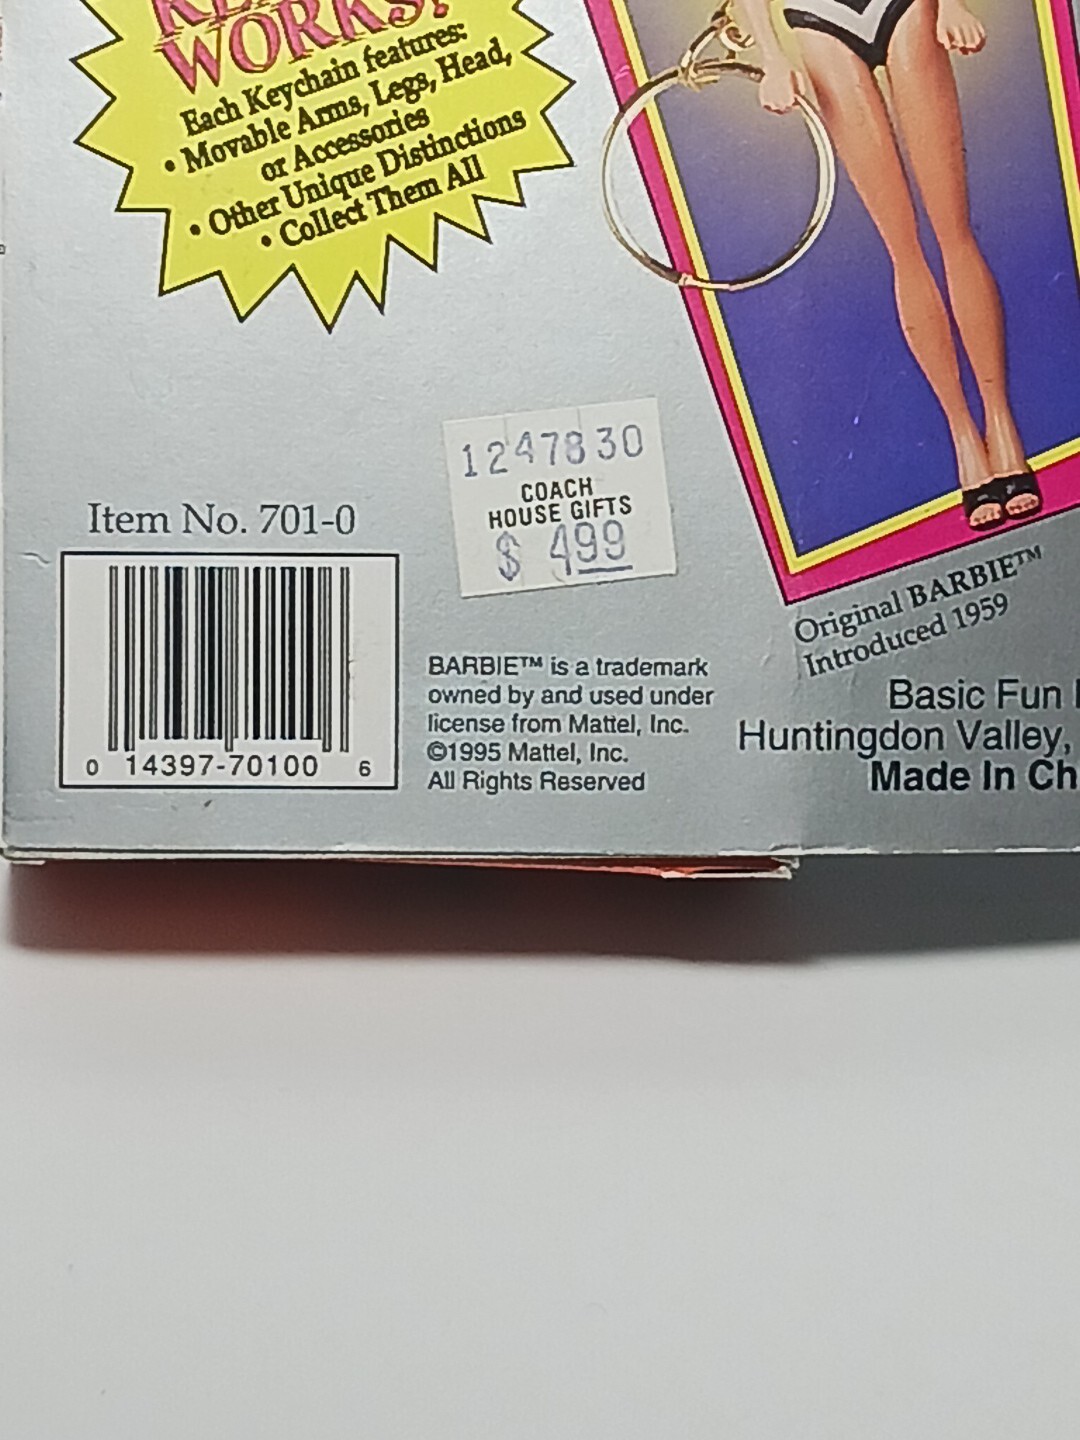 WORKS!
Each Keychain features:
• Movable Arms, Legs, Head,
or Accessories
• Other Unique Distinctions
• Collect Them All
1247830
COACH
HOUSE GIFTS
$ 499
Item No. 701-0
0 14397-70100 6
BARBIE™ is a trademark
owned by and used under
license from Mattel, Inc.
©1995 Mattel, Inc.
All Rights Reserved
Original BARBIE™
Introduced 1959
Basic Fun
Huntingdon Valley,
Made In Ch